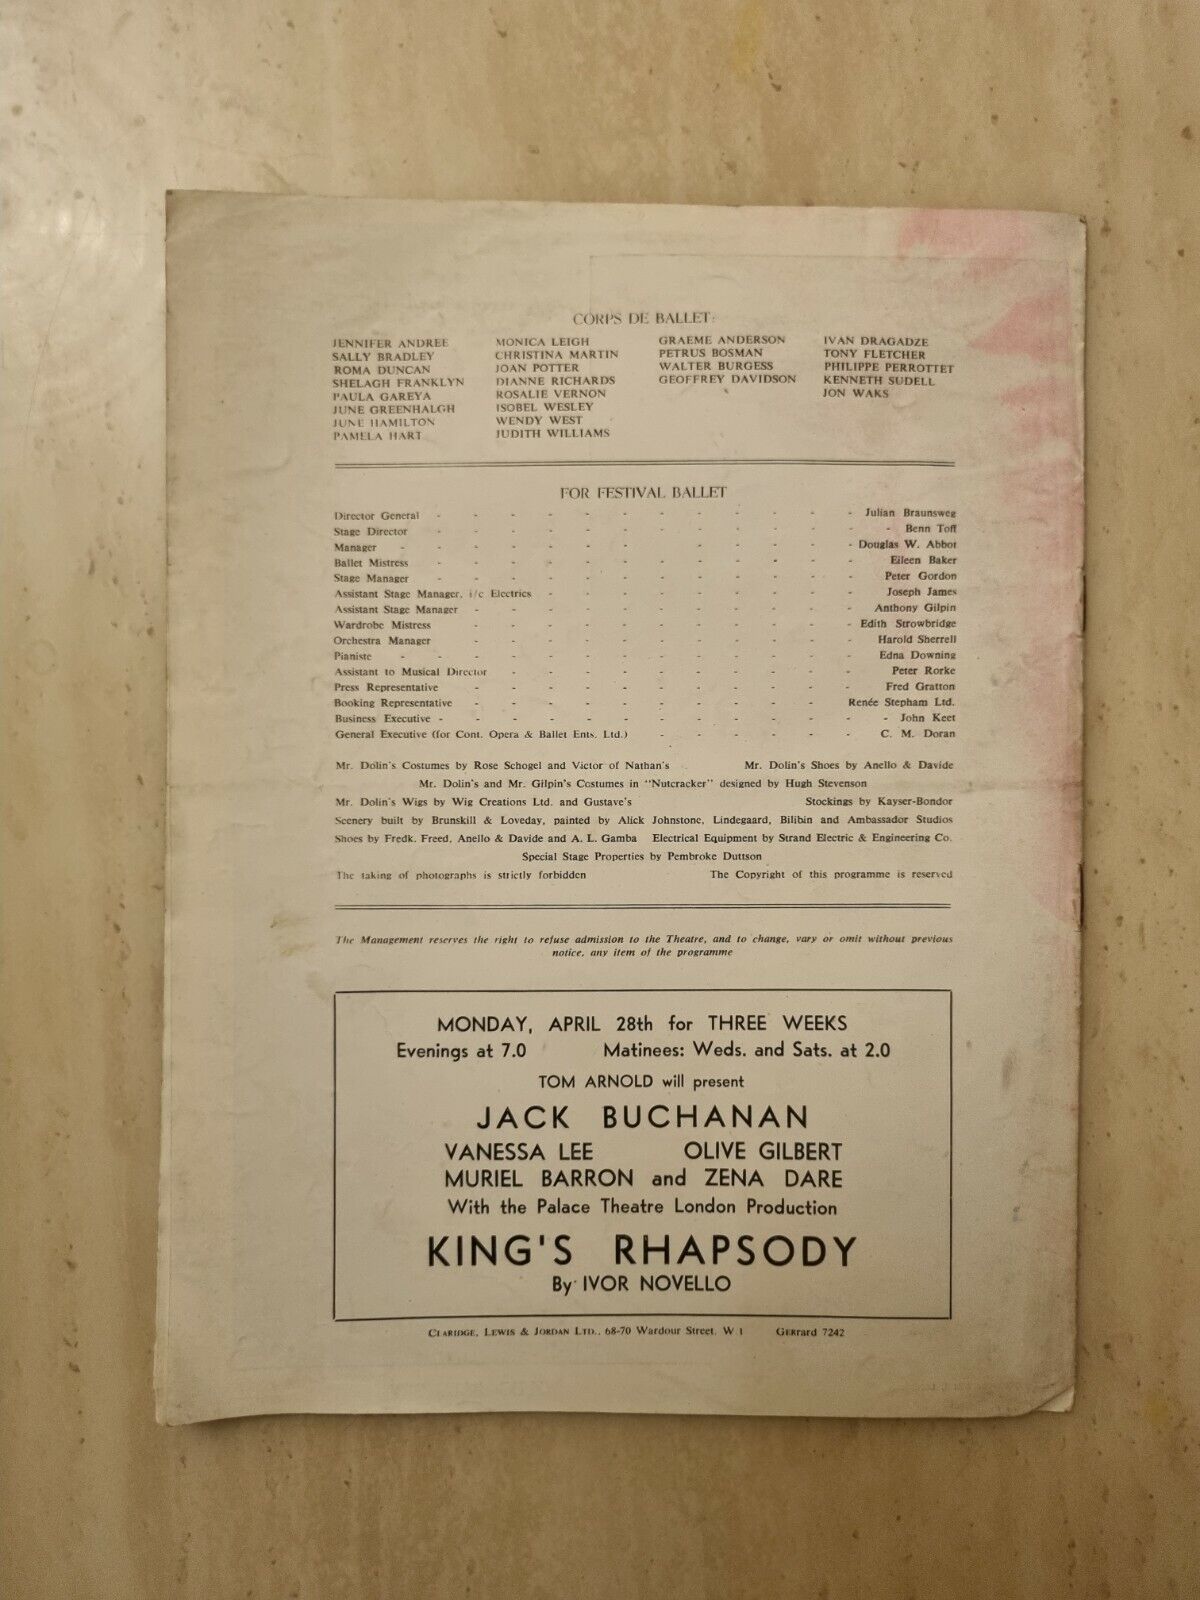 CORPS DE BALLET:
JENNIFER ANDREE MONICA LEIGH GRAEME ANDERSON IVAN DRAGADZE
SALLY BRADLEY CHRISTINA MARTIN PETRUS BOSMAN TONY FLETCHER
ROMA DUNCAN JOAN POTTER WALTER BURGESS PHILIPPE PERROTTET
SHELAGH FRANKLYN DIANNE RICHARDS GEOFFREY DAVIDSON KENNETH SUDELL
PAULA GAREYA ROSALIE VERNON JON WAKS
JUNE GREENHALGH ISOBEL WESLEY
JUNE HAMILTON WENDY WEST
PAMELA HART JUDITH WILLIAMS
FOR FESTIVAL BALLET
Director General - - - - - - - - - - - - Julian Braunsweg
Stage Director - - - - - - - - - - - - Benn Toff
Manager - - - - - - - - - - - - Douglas W. Abbot
Ballet Mistress - - - - - - - - - - - - Eileen Baker
Stage Manager - - - - - - - - - - - - Peter Gordon
Assistant Stage Manager, i/c Electrics - - - - - - - - - Joseph James
Assistant Stage Manager - - - - - - - - - - - Anthony Gilpin
Wardrobe Mistress - - - - - - - - - - - Edith Strowbridge
Orchestra Manager - - - - - - - - - - - Harold Sherrell
Pianiste - - - - - - - - - - - - - Edna Downing
Assistant to Musical Director - - - - - - - - - - Peter Rorke
Press Representative - - - - - - - - - - - Fred Gratton
Booking Representative - - - - - - - - - - Renée Stepham Ltd.
Business Executive - - - - - - - - - - - - - John Keet
General Executive (for Cont. Opera & Ballet Ents. Ltd.) - - - - - - C. M. Doran
Mr. Dolin's Costumes by Rose Schogel and Victor of Nathan's Mr. Dolin's Shoes by Anello & Davide
Mr. Dolin's and Mr. Gilpin's Costumes in "Nutcracker" designed by Hugh Stevenson
Mr. Dolin's Wigs by Wig Creations Ltd. and Gustave's Stockings by Kayser-Bondor
Scenery built by Brunskill & Loveday, painted by Alick Johnstone, Lindegaard, Bilibin and Ambassador Studios
Shoes by Fredk. Freed, Anello & Davide and A. L. Gamba Electrical Equipment by Strand Electric & Engineering Co.
Special Stage Properties by Pembroke Duttson
The taking of photographs is strictly forbidden The Copyright of this programme is reserved
The Management reserves the right to refuse admission to the Theatre, and to change, vary or omit without previous
notice, any item of the programme
MONDAY, APRIL 28th for THREE WEEKS
Evenings at 7.0 Matinees: Weds. and Sats. at 2.0
TOM ARNOLD will present
JACK BUCHANAN
VANESSA LEE OLIVE GILBERT
MURIEL BARRON and ZENA DARE
With the Palace Theatre London Production
KING'S RHAPSODY
By IVOR NOVELLO
CLARIDGE, LEWIS & JORDAN LTD., 68-70 Wardour Street, W 1 GERrard 7242